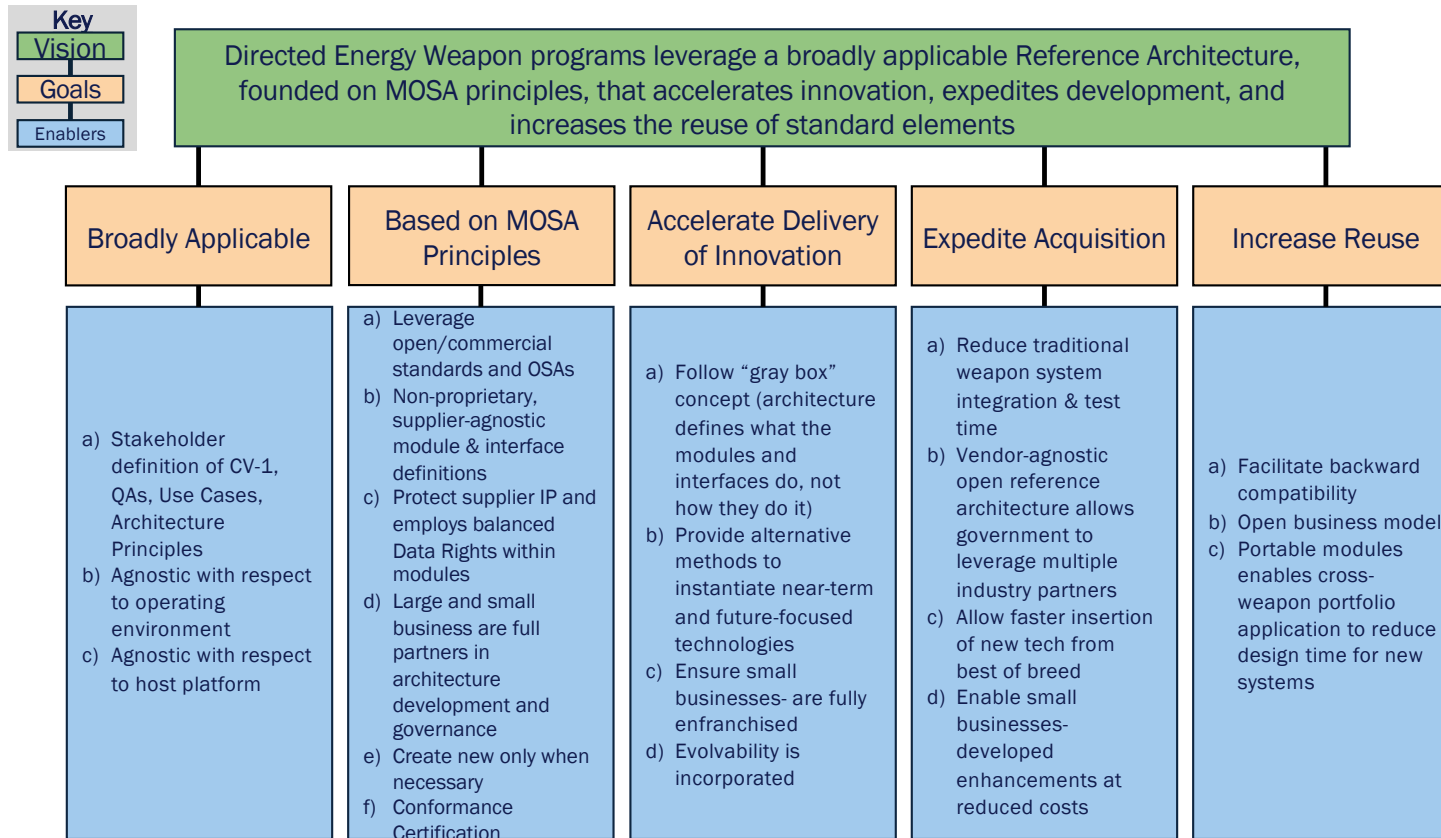 Key
Vision
Goals
Enablers
Directed Energy Weapon programs leverage a broadly applicable Reference Architecture,
founded on MOSA principles, that accelerates innovation, expedites development, and
increases the reuse of standard elements
Broadly Applicable
a) Stakeholder
definition of CV-1,
QAs, Use Cases,
Architecture
Principles
b) Agnostic with respect
to operating
environment
c) Agnostic with respect
to host platform
Based on MOSA
Principles
a) Leverage
open/commercial
standards and OSAs
b) Non-proprietary,
supplier-agnostic
module & interface
definitions
c) Protect supplier IP and
employs balanced
Data Rights within
modules
d) Large and small
business are full
partners in
architecture
development and
governance
e) Create new only when
necessary
f) Conformance
Certification
Accelerate Delivery
of Innovation
a) Follow “gray box”
concept (architecture
defines what the
modules and
interfaces do, not
how they do it)
b) Provide alternative
methods to
instantiate near-term
and future-focused
technologies
c) Ensure small
businesses- are fully
enfranchised
d) Evolvability is
incorporated
Expedite Acquisition
a) Reduce traditional
weapon system
integration & test
time
b) Vendor-agnostic
open reference
architecture allows
government to
leverage multiple
industry partners
c) Allow faster insertion
of new tech from
best of breed
d) Enable small
businesses-
developed
enhancements at
reduced costs
Increase Reuse
a) Facilitate backward
compatibility
b) Open business model
c) Portable modules
enables cross-
weapon portfolio
application to reduce
design time for new
systems